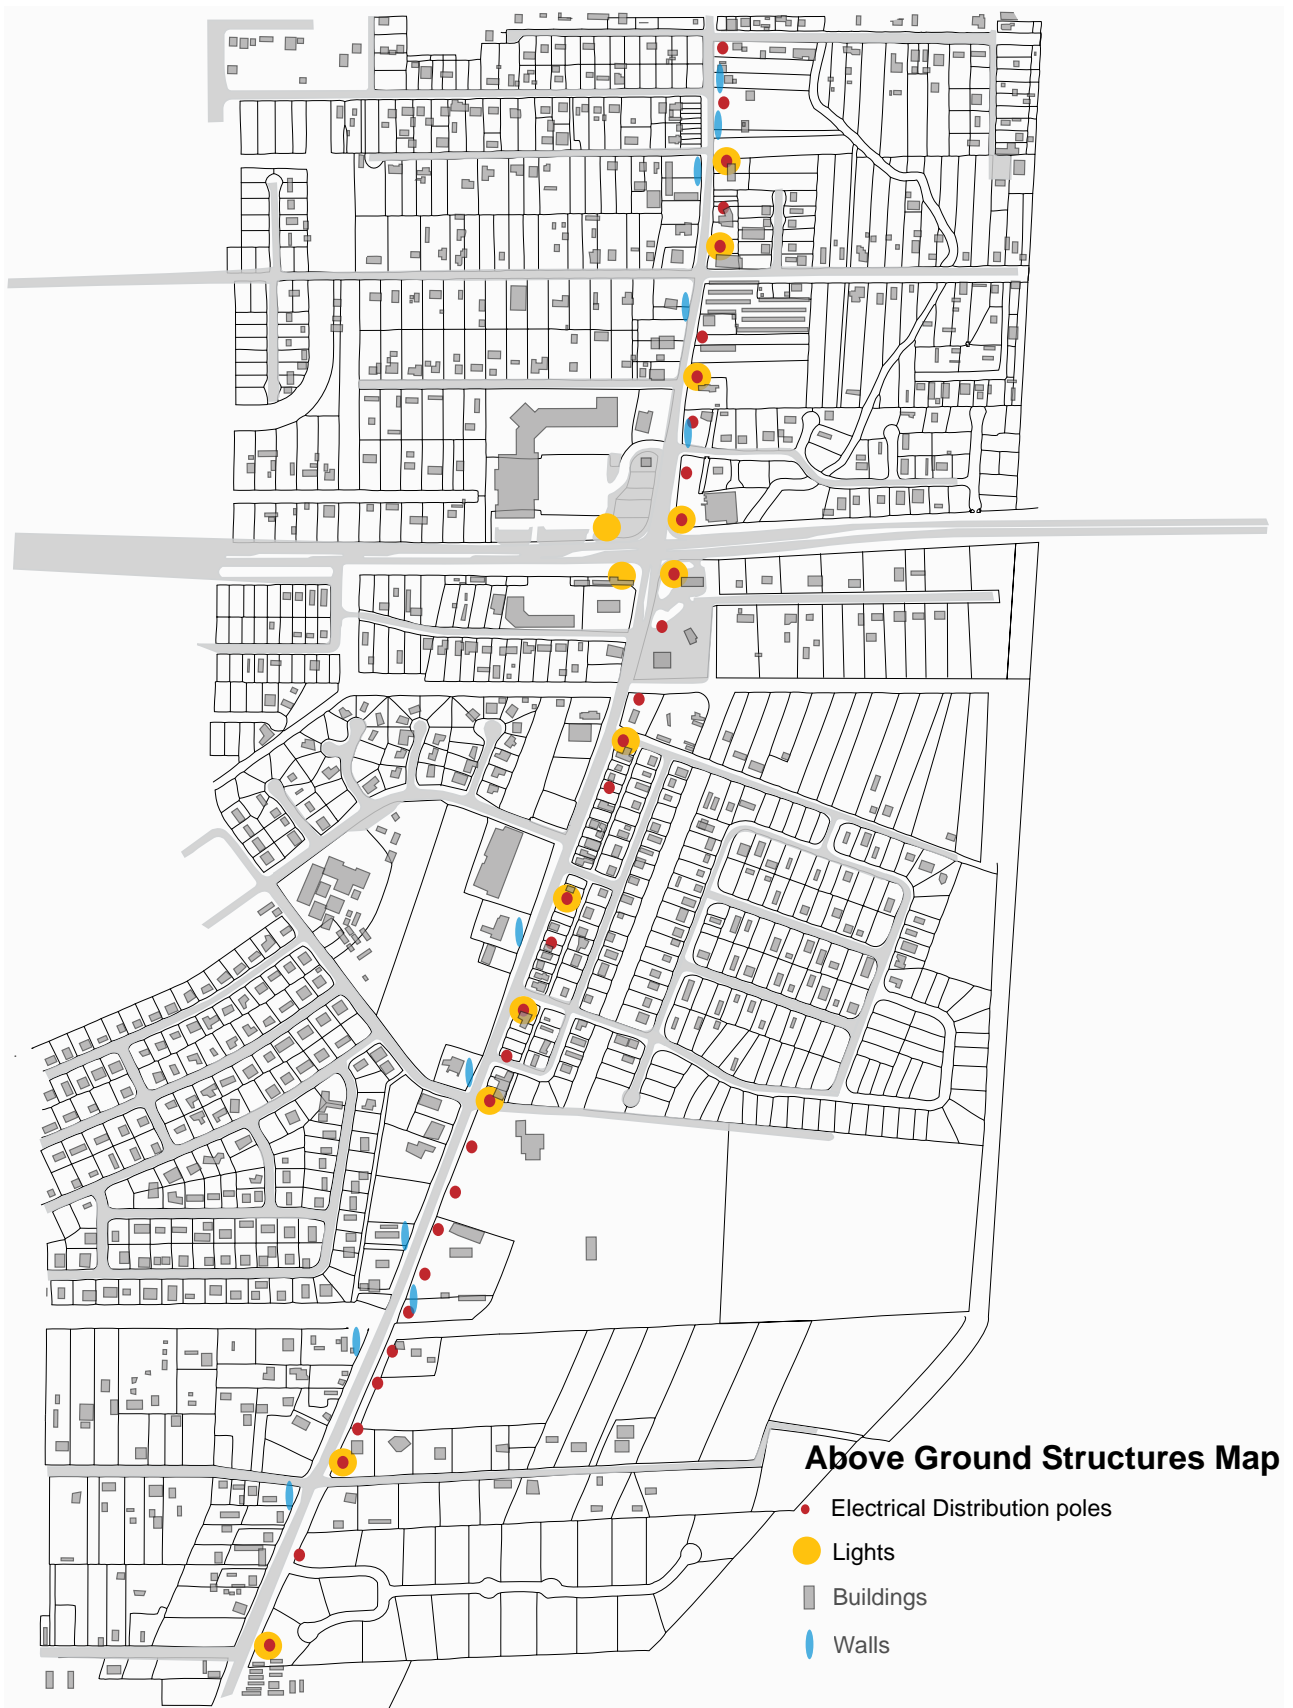 Above Ground Structures Map
Electrical Distribution poles
Lights
Buildings
Walls